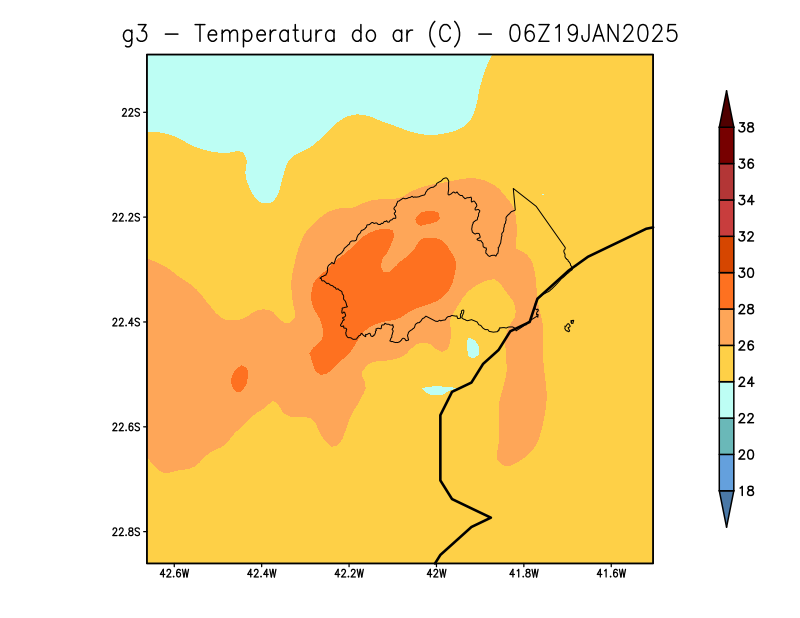 g3 − Temperatura do ar (C) − 06Z19JAN2025
22S
22.2S
22.4S
22.6S
22.8S
42.6W
42.4W
42.2W
42W
41.8W
41.6W
38
36
34
32
30
28
26
24
22
20
18